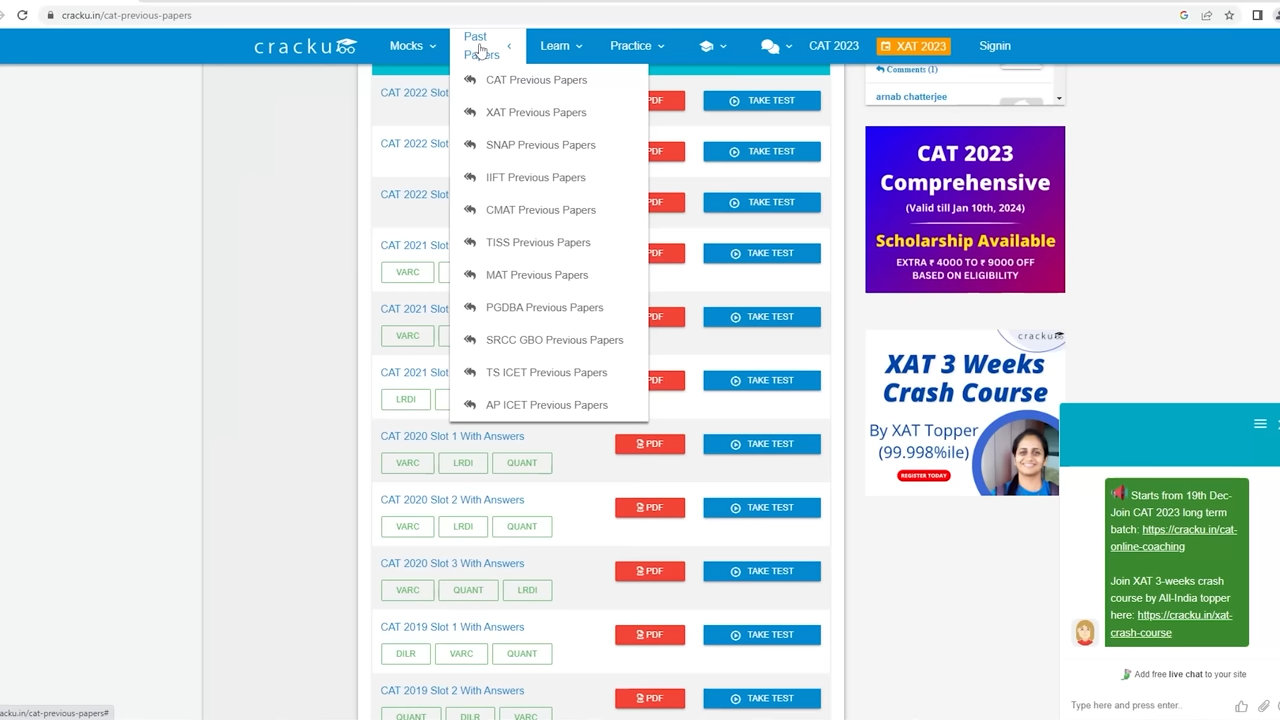 cracku.in/cat-previous-papers
cracku
Mocks
Past
Papers
Learn
Practice
CAT 2023
XAT 2023
Signin
CAT Previous Papers
XAT Previous Papers
SNAP Previous Papers
IIFT Previous Papers
CMAT Previous Papers
TISS Previous Papers
MAT Previous Papers
PGDBA Previous Papers
SRCC GBO Previous Papers
TS ICET Previous Papers
AP ICET Previous Papers
CAT 2022 Slot
PDF
TAKE TEST
CAT 2022 Slot
PDF
TAKE TEST
CAT 2022 Slot
PDF
TAKE TEST
CAT 2021 Slot
VARC
PDF
TAKE TEST
CAT 2021 Slot
VARC
PDF
TAKE TEST
CAT 2021 Slot
LRDI
PDF
TAKE TEST
CAT 2020 Slot 1 With Answers
VARC LRDI QUANT
PDF
TAKE TEST
CAT 2020 Slot 2 With Answers
VARC LRDI QUANT
PDF
TAKE TEST
CAT 2020 Slot 3 With Answers
VARC QUANT LRDI
PDF
TAKE TEST
CAT 2019 Slot 1 With Answers
DILR VARC QUANT
PDF
TAKE TEST
CAT 2019 Slot 2 With Answers
QUANT DILR VARC
PDF
TAKE TEST
Comments (1)
arnab chatterjee
CAT 2023
Comprehensive
(Valid till Jan 10th, 2024)
Scholarship Available
EXTRA ₹ 4000 TO ₹ 9000 OFF
BASED ON ELIGIBILITY
cracku
XAT 3 Weeks
Crash Course
By XAT Topper
(99.998%ile)
REGISTER TODAY
Starts from 19th Dec-
Join CAT 2023 long term
batch: https://cracku.in/cat-
online-coaching
Join XAT 3-weeks crash
course by All-India topper
here: https://cracku.in/xat-
crash-course
Add free live chat to your site
Type here and press enter..
acku.in/cat-previous-papers#